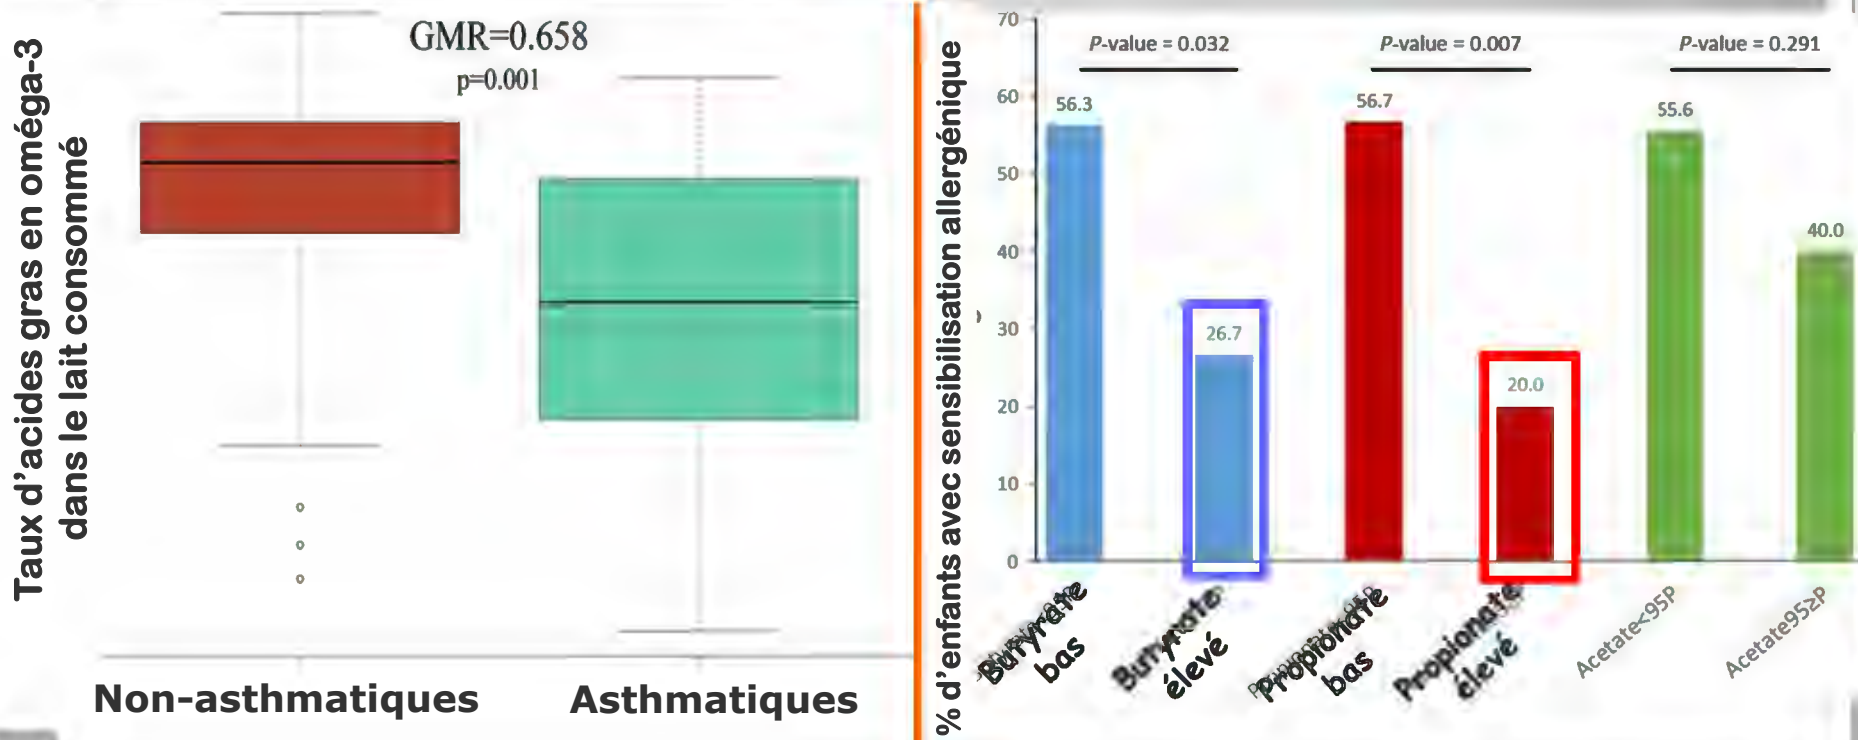 Taux d'acides gras en oméga-3
dans le lait consommé
GMR=0.658
p=0.001
Non-asthmatiques
Asthmatiques
% d'enfants avec sensibilisation allergénique
70
60
50
40
30
20
10
0
P-value = 0.032
P-value = 0.007
P-value = 0.291
56.3
26.7
56.7
20.0
55.6
40.0
Butyrate
bas
Butyrate
élevé
Propionate
bas
Propionate
élevé
Acetate<95P
Acetate95≥P